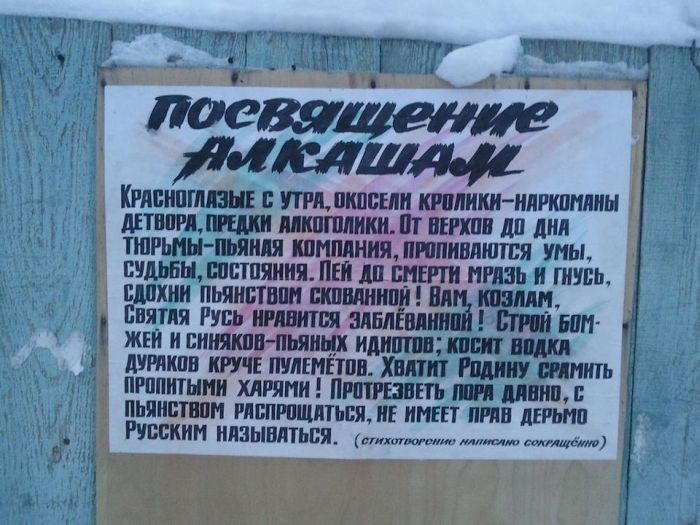 Посвящение
Алкашам
Красноглазые с утра, окосели кролики-наркоманы
детвора, предки алкоголики. От верхов до дна
тюрьмы-пьяная компания, пропиваются умы,
судьбы, состояния. Пей до смерти мразь и гнусь,
сдохни пьянством скованной! Вам, козлам,
Святая Русь нравится заблёванной! Строй бом-
жей и синяков-пьяных идиотов; косит водка
дураков круче пулемётов. Хватит Родину срамить
пропитыми харями! Протрезветь пора давно, с
пьянством распрощаться, не имеет прав дерьмо
Русским называться. (стихотворение написано сокращённо)